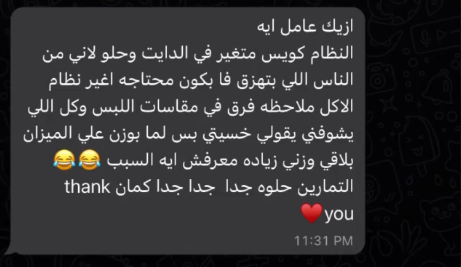 ازيك عامل ايه
النظام كويس متغير في الدايت وحلو لاني من
الناس اللي بتهزق فا بكون محتاجه اغير نظام
الاكل ملاحظه فرق في مقاسات اللبس وكل اللي
يشوفني يقولي خسيتي بس لما بوزن علي الميزان
بلاقي وزني زياده معرفش ايه السبب 😂😂
التمارين حلوه جدا جدا جدا كمان thank
you♥️
11:31 PM